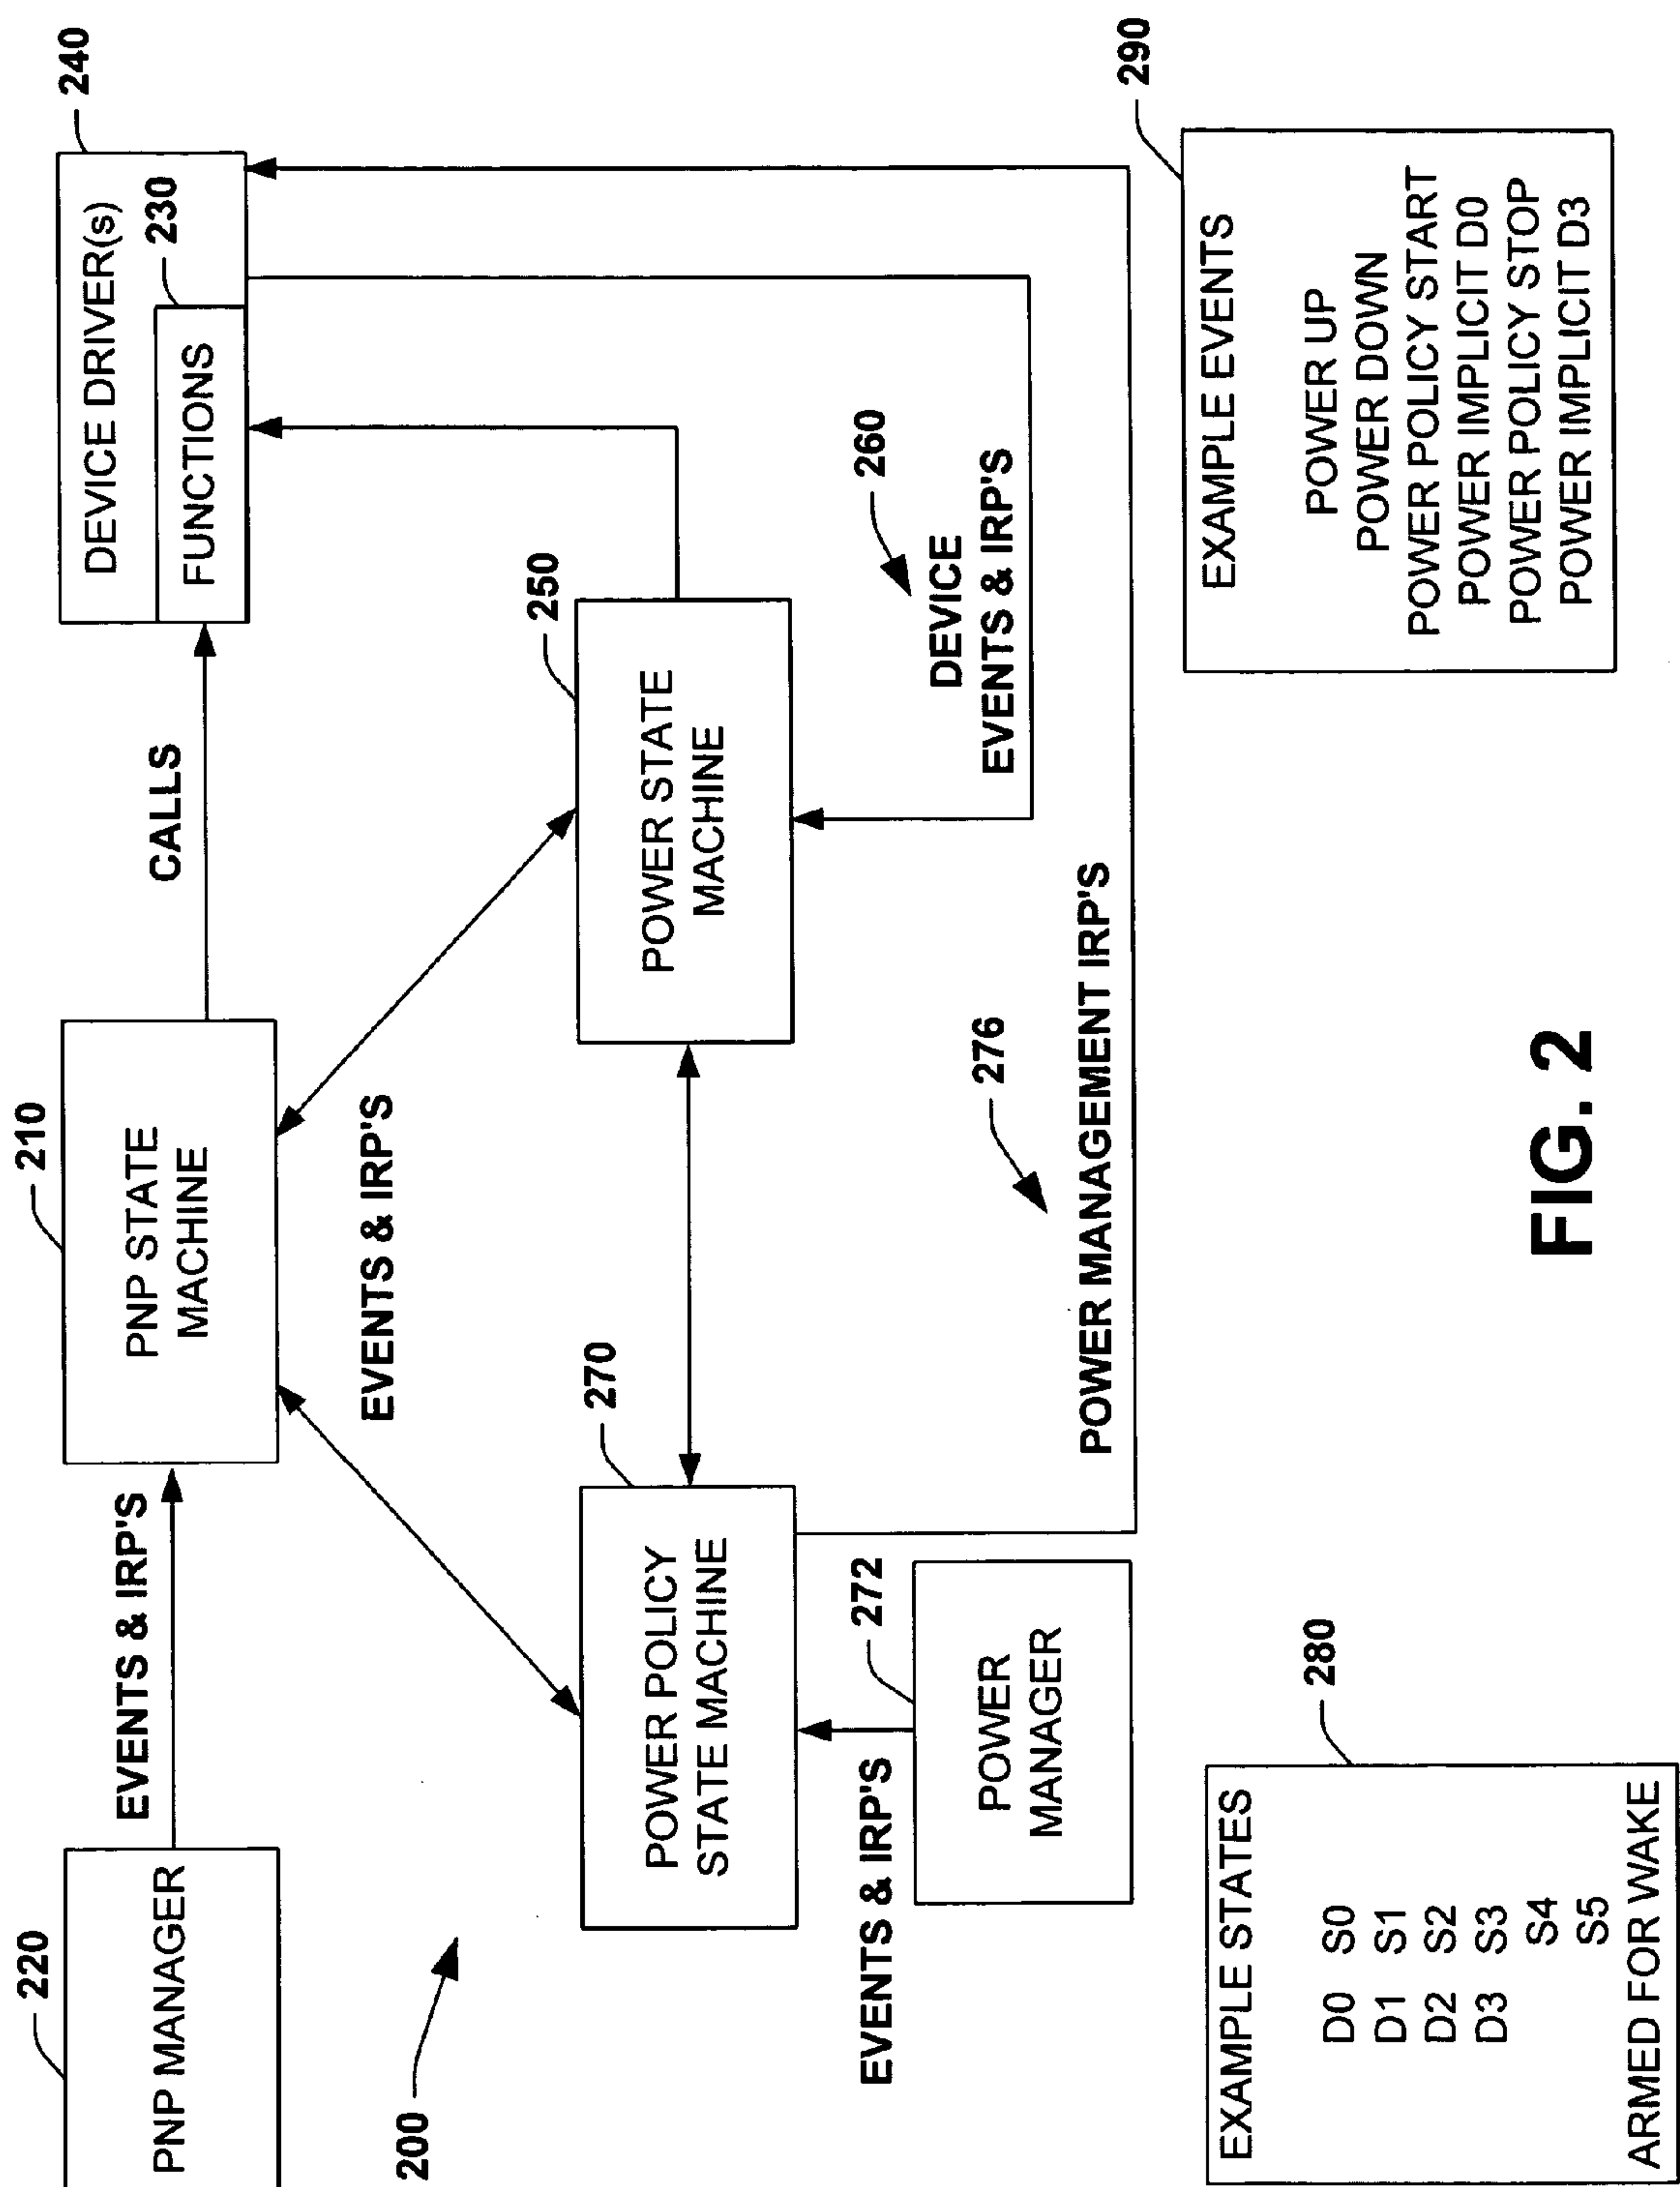 220
PNP MANAGER
EVENTS & IRP'S
210
PNP STATE
MACHINE
CALLS
240
DEVICE DRIVER(s)
230
FUNCTIONS
200
EVENTS & IRP'S
270
POWER POLICY
STATE MACHINE
250
POWER STATE
MACHINE
260
DEVICE
EVENTS & IRP'S
EVENTS & IRP'S
272
POWER
MANAGER
276
POWER MANAGEMENT IRP'S
280
EXAMPLE STATES
D0 S0
D1 S1
D2 S2
D3 S3
S4
S5
ARMED FOR WAKE
290
EXAMPLE EVENTS
POWER UP
POWER DOWN
POWER POLICY START
POWER IMPLICIT D0
POWER POLICY STOP
POWER IMPLICIT D3
FIG. 2